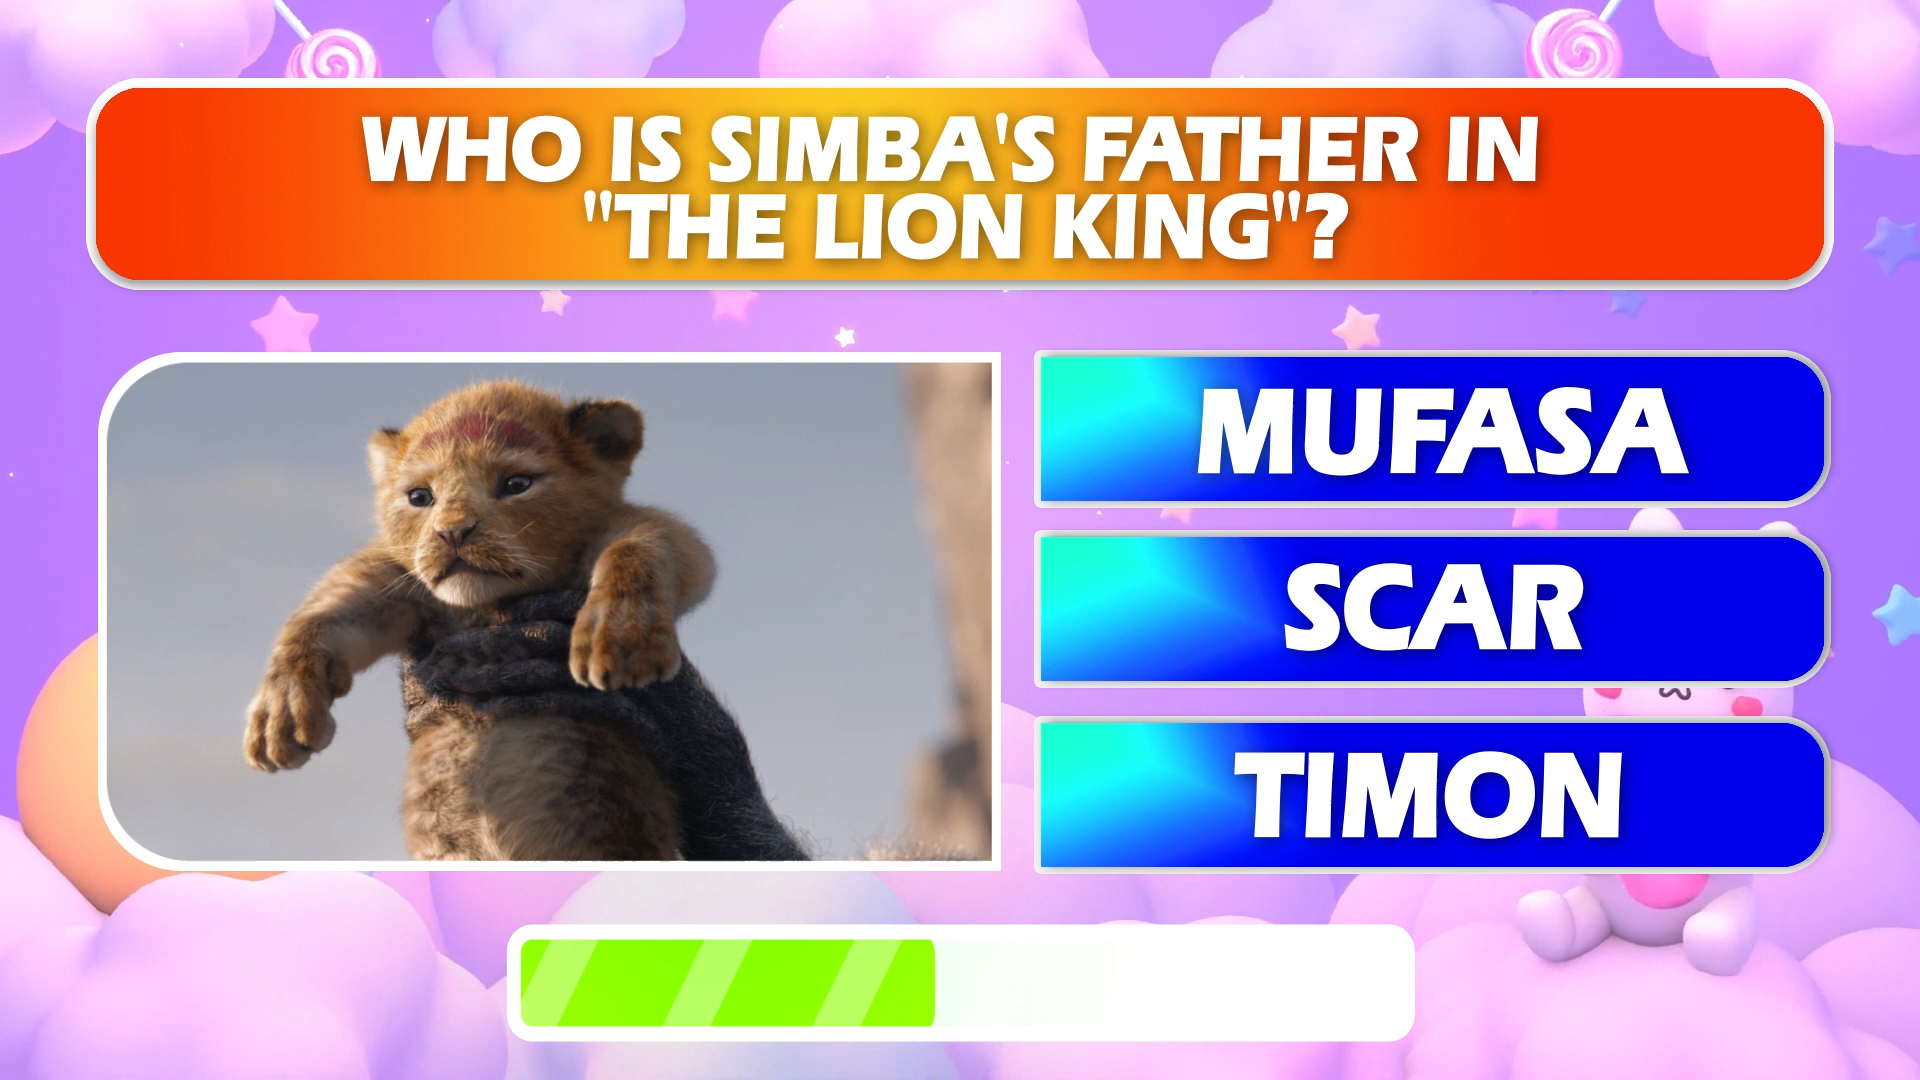 WHO IS SIMBA'S FATHER IN
"THE LION KING"?
MUFASA
SCAR
TIMON